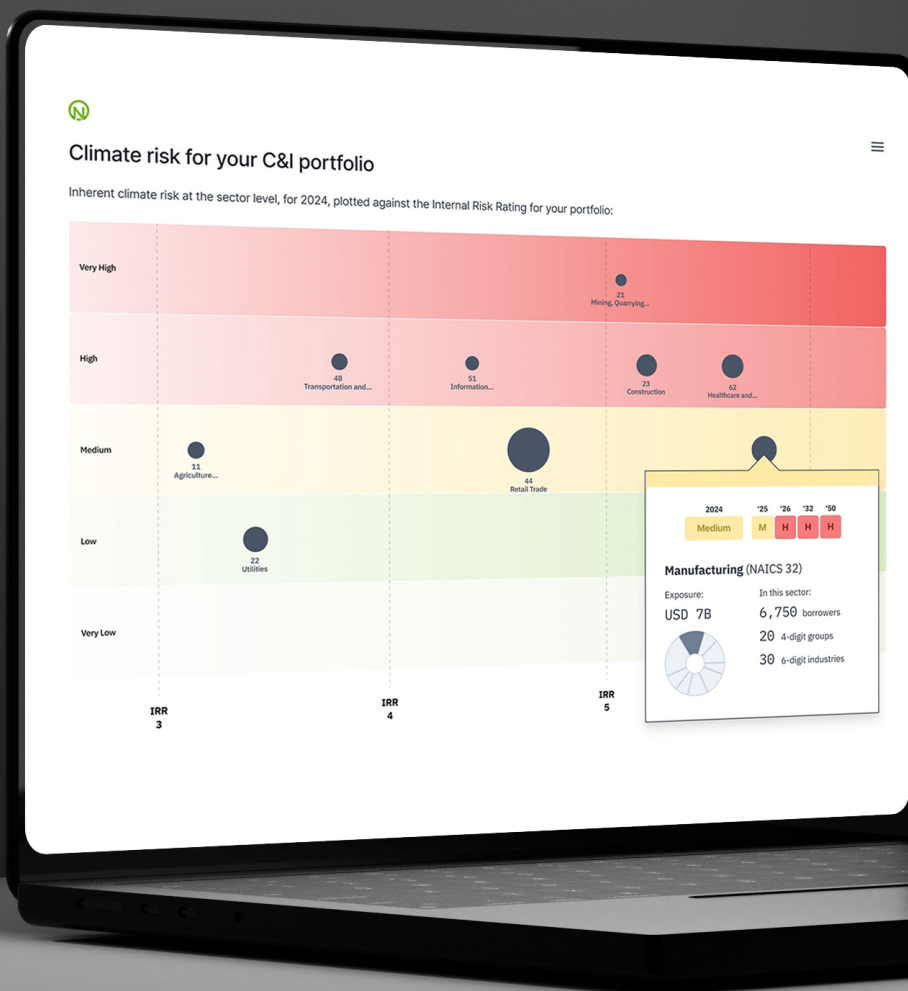 Climate risk for your C&I portfolio
Inherent climate risk at the sector level, for 2024, plotted against the Internal Risk Rating for your portfolio:
Very High
21
Mining, Quarrying...
High
48
Transportation and...
51
Information...
23
Construction
62
Healthcare and...
Medium
11
Agriculture...
44
Retail Trade
Low
22
Utilities
Very Low
IRR
3
IRR
4
IRR
5
2024 '25 '26 '32 '50
Medium M H H H
Manufacturing (NAICS 32)
Exposure:
USD 7B
In this sector:
6,750 borrowers
20 4-digit groups
30 6-digit industries